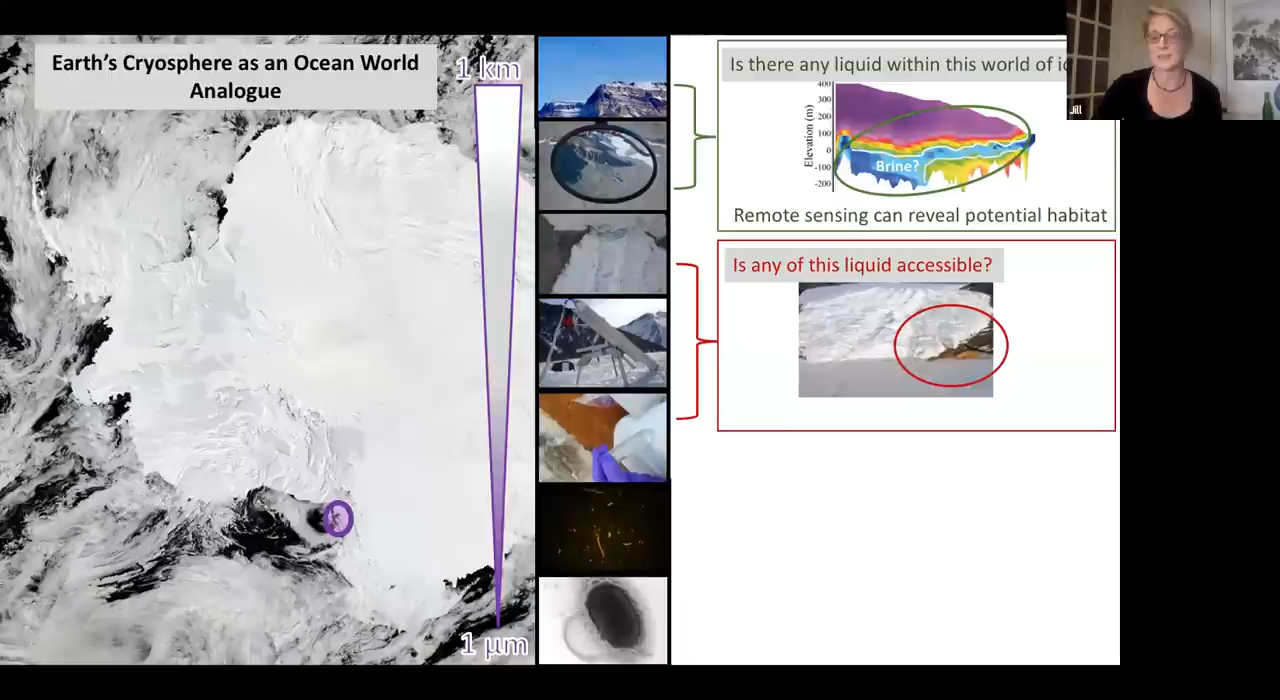 Earth's Cryosphere as an Ocean World
Analogue
1 km
1 μm
Is there any liquid within this world of
400
300
200
100
0
-100
-200
Elevation (m)
Brine?
Remote sensing can reveal potential habitat
Is any of this liquid accessible?
Jill